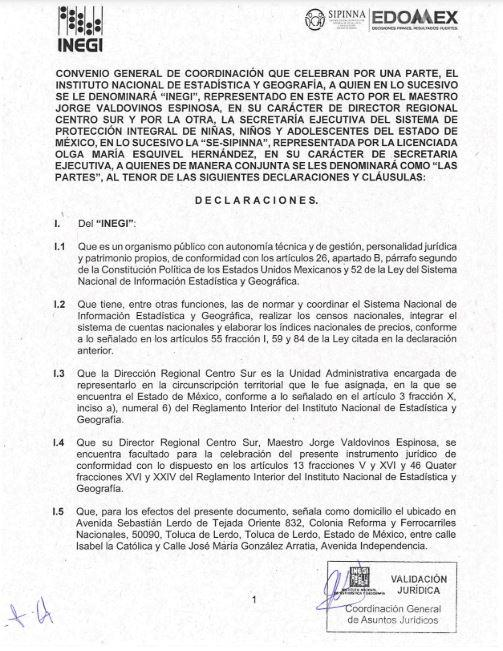 INEGI
SIPINNA
EDOMÉX
DECISIONES FIRMES, RESULTADOS FUERTES.
CONVENIO GENERAL DE COORDINACIÓN QUE CELEBRAN POR UNA PARTE, EL
INSTITUTO NACIONAL DE ESTADÍSTICA Y GEOGRAFÍA, A QUIEN EN LO SUCESIVO
SE LE DENOMINARÁ "INEGI", REPRESENTADO EN ESTE ACTO POR EL MAESTRO
JORGE VALDOVINOS ESPINOSA, EN SU CARÁCTER DE DIRECTOR REGIONAL
CENTRO SUR Y POR LA OTRA, LA SECRETARÍA EJECUTIVA DEL SISTEMA DE
PROTECCIÓN INTEGRAL DE NIÑAS, NIÑOS Y ADOLESCENTES DEL ESTADO DE
MÉXICO, EN LO SUCESIVO LA "SE-SIPINNA", REPRESENTADA POR LA LICENCIADA
OLGA MARÍA ESQUIVEL HERNÁNDEZ, EN SU CARÁCTER DE SECRETARIA
EJECUTIVA, A QUIENES DE MANERA CONJUNTA SE LES DENOMINARÁ COMO "LAS
PARTES", AL TENOR DE LAS SIGUIENTES DECLARACIONES Y CLÁUSULAS:
D E C L A R A C I O N E S.
I. Del "INEGI":
I.1 Que es un organismo público con autonomía técnica y de gestión, personalidad jurídica
y patrimonio propios, de conformidad con los artículos 26, apartado B, párrafo segundo
de la Constitución Política de los Estados Unidos Mexicanos y 52 de la Ley del Sistema
Nacional de Información Estadística y Geográfica.
I.2 Que tiene, entre otras funciones, las de normar y coordinar el Sistema Nacional de
Información Estadística y Geográfica, realizar los censos nacionales, integrar el
sistema de cuentas nacionales y elaborar los índices nacionales de precios, conforme
a lo señalado en los artículos 55 fracción I, 59 y 84 de la Ley citada en la declaración
anterior.
I.3 Que la Dirección Regional Centro Sur es la Unidad Administrativa encargada de
representarlo en la circunscripción territorial que le fue asignada, en la que se
encuentra el Estado de México, conforme a lo señalado en el artículo 3 fracción X,
inciso a), numeral 6) del Reglamento Interior del Instituto Nacional de Estadística y
Geografía.
I.4 Que su Director Regional Centro Sur, Maestro Jorge Valdovinos Espinosa, se
encuentra facultado para la celebración del presente instrumento jurídico de
conformidad con lo dispuesto en los artículos 13 fracciones V y XVI y 46 Quater
fracciones XVI y XXIV del Reglamento Interior del Instituto Nacional de Estadística y
Geografía.
I.5 Que, para los efectos del presente documento, señala como domicilio el ubicado en
Avenida Sebastián Lerdo de Tejada Oriente 832, Colonia Reforma y Ferrocarriles
Nacionales, 50090, Toluca de Lerdo, Toluca de Lerdo, Estado de México, entre calle
Isabel la Católica y Calle José María González Arratia, Avenida Independencia.
INEGI
VALIDACIÓN
JURÍDICA
Coordinación General
de Asuntos Jurídicos
1